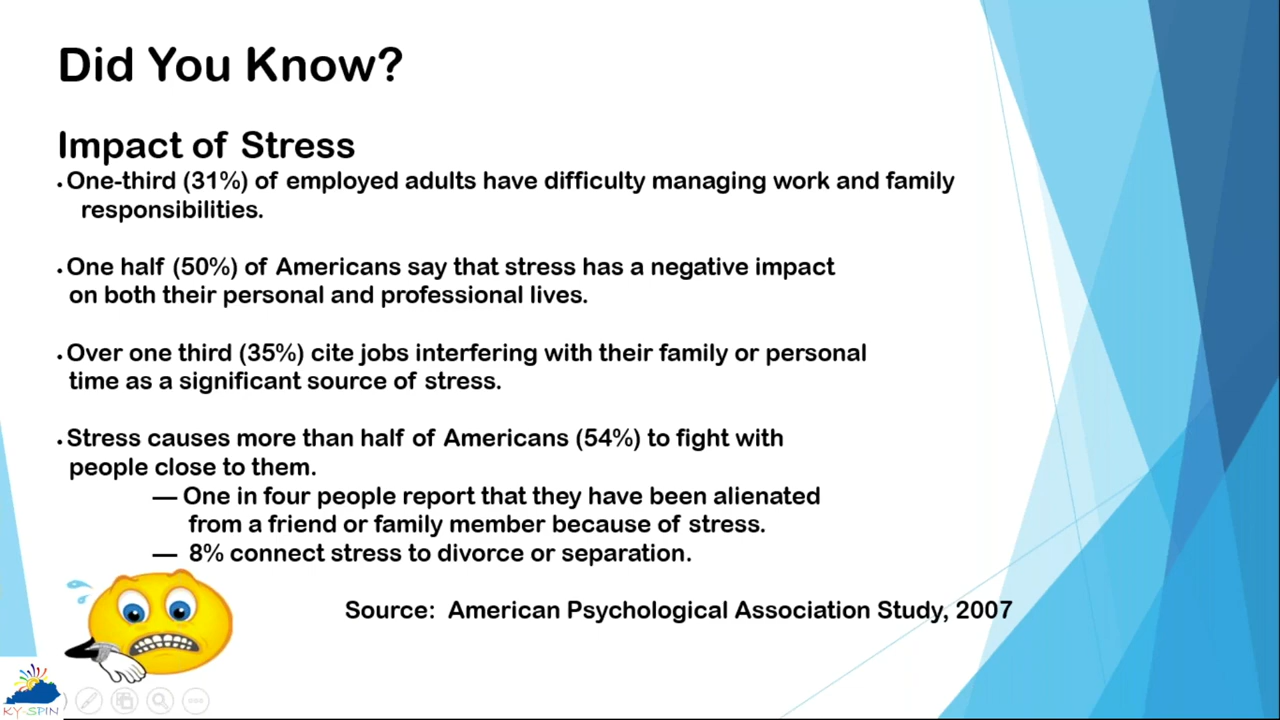 Did You Know?
Impact of Stress
• One-third (31%) of employed adults have difficulty managing work and family
responsibilities.
• One half (50%) of Americans say that stress has a negative impact
on both their personal and professional lives.
• Over one third (35%) cite jobs interfering with their family or personal
time as a significant source of stress.
• Stress causes more than half of Americans (54%) to fight with
people close to them.
— One in four people report that they have been alienated
from a friend or family member because of stress.
— 8% connect stress to divorce or separation.
Source: American Psychological Association Study, 2007
KY-SPIN